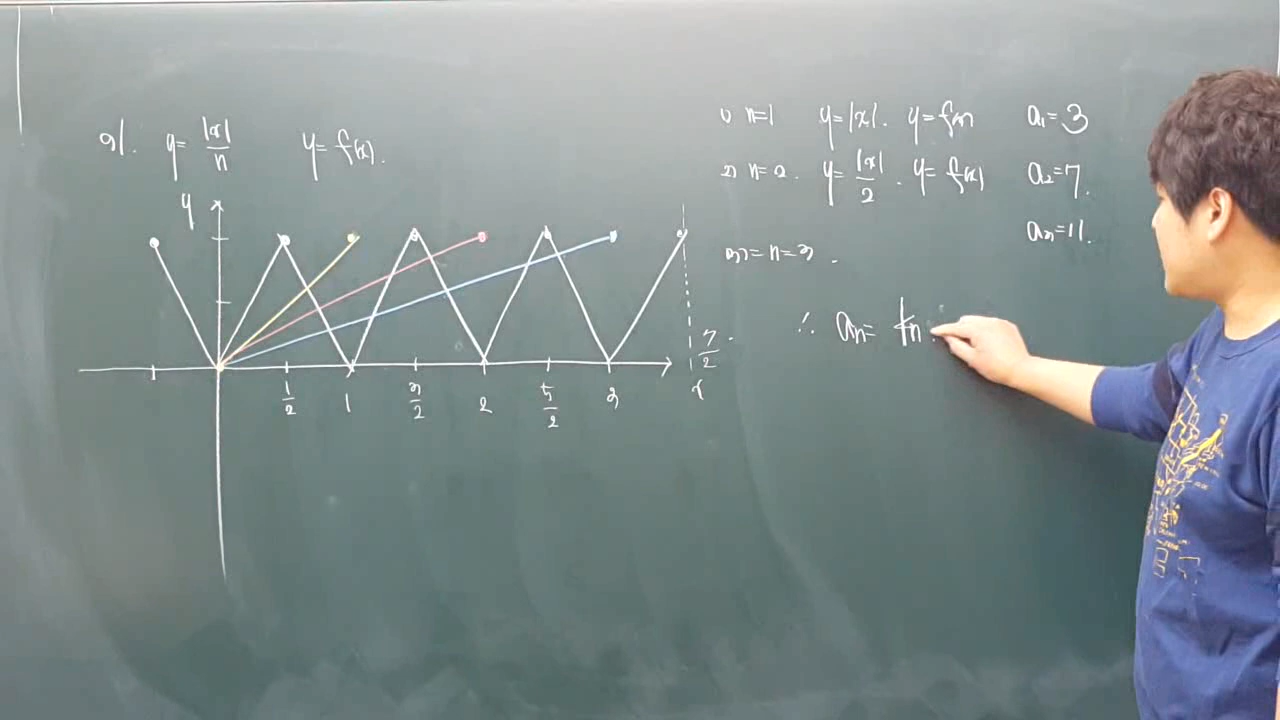 y = |x|/n y = f(x).
y
1/2 1 3/2 2 5/2 3 7/2 x
1) n=1 y=|x|. y=f(x) a₁=3
2) n=2. y=|x|/2. y=f(x) a₂=7.
a₃=11.
3) = n=3.
∴ aₙ = 4n